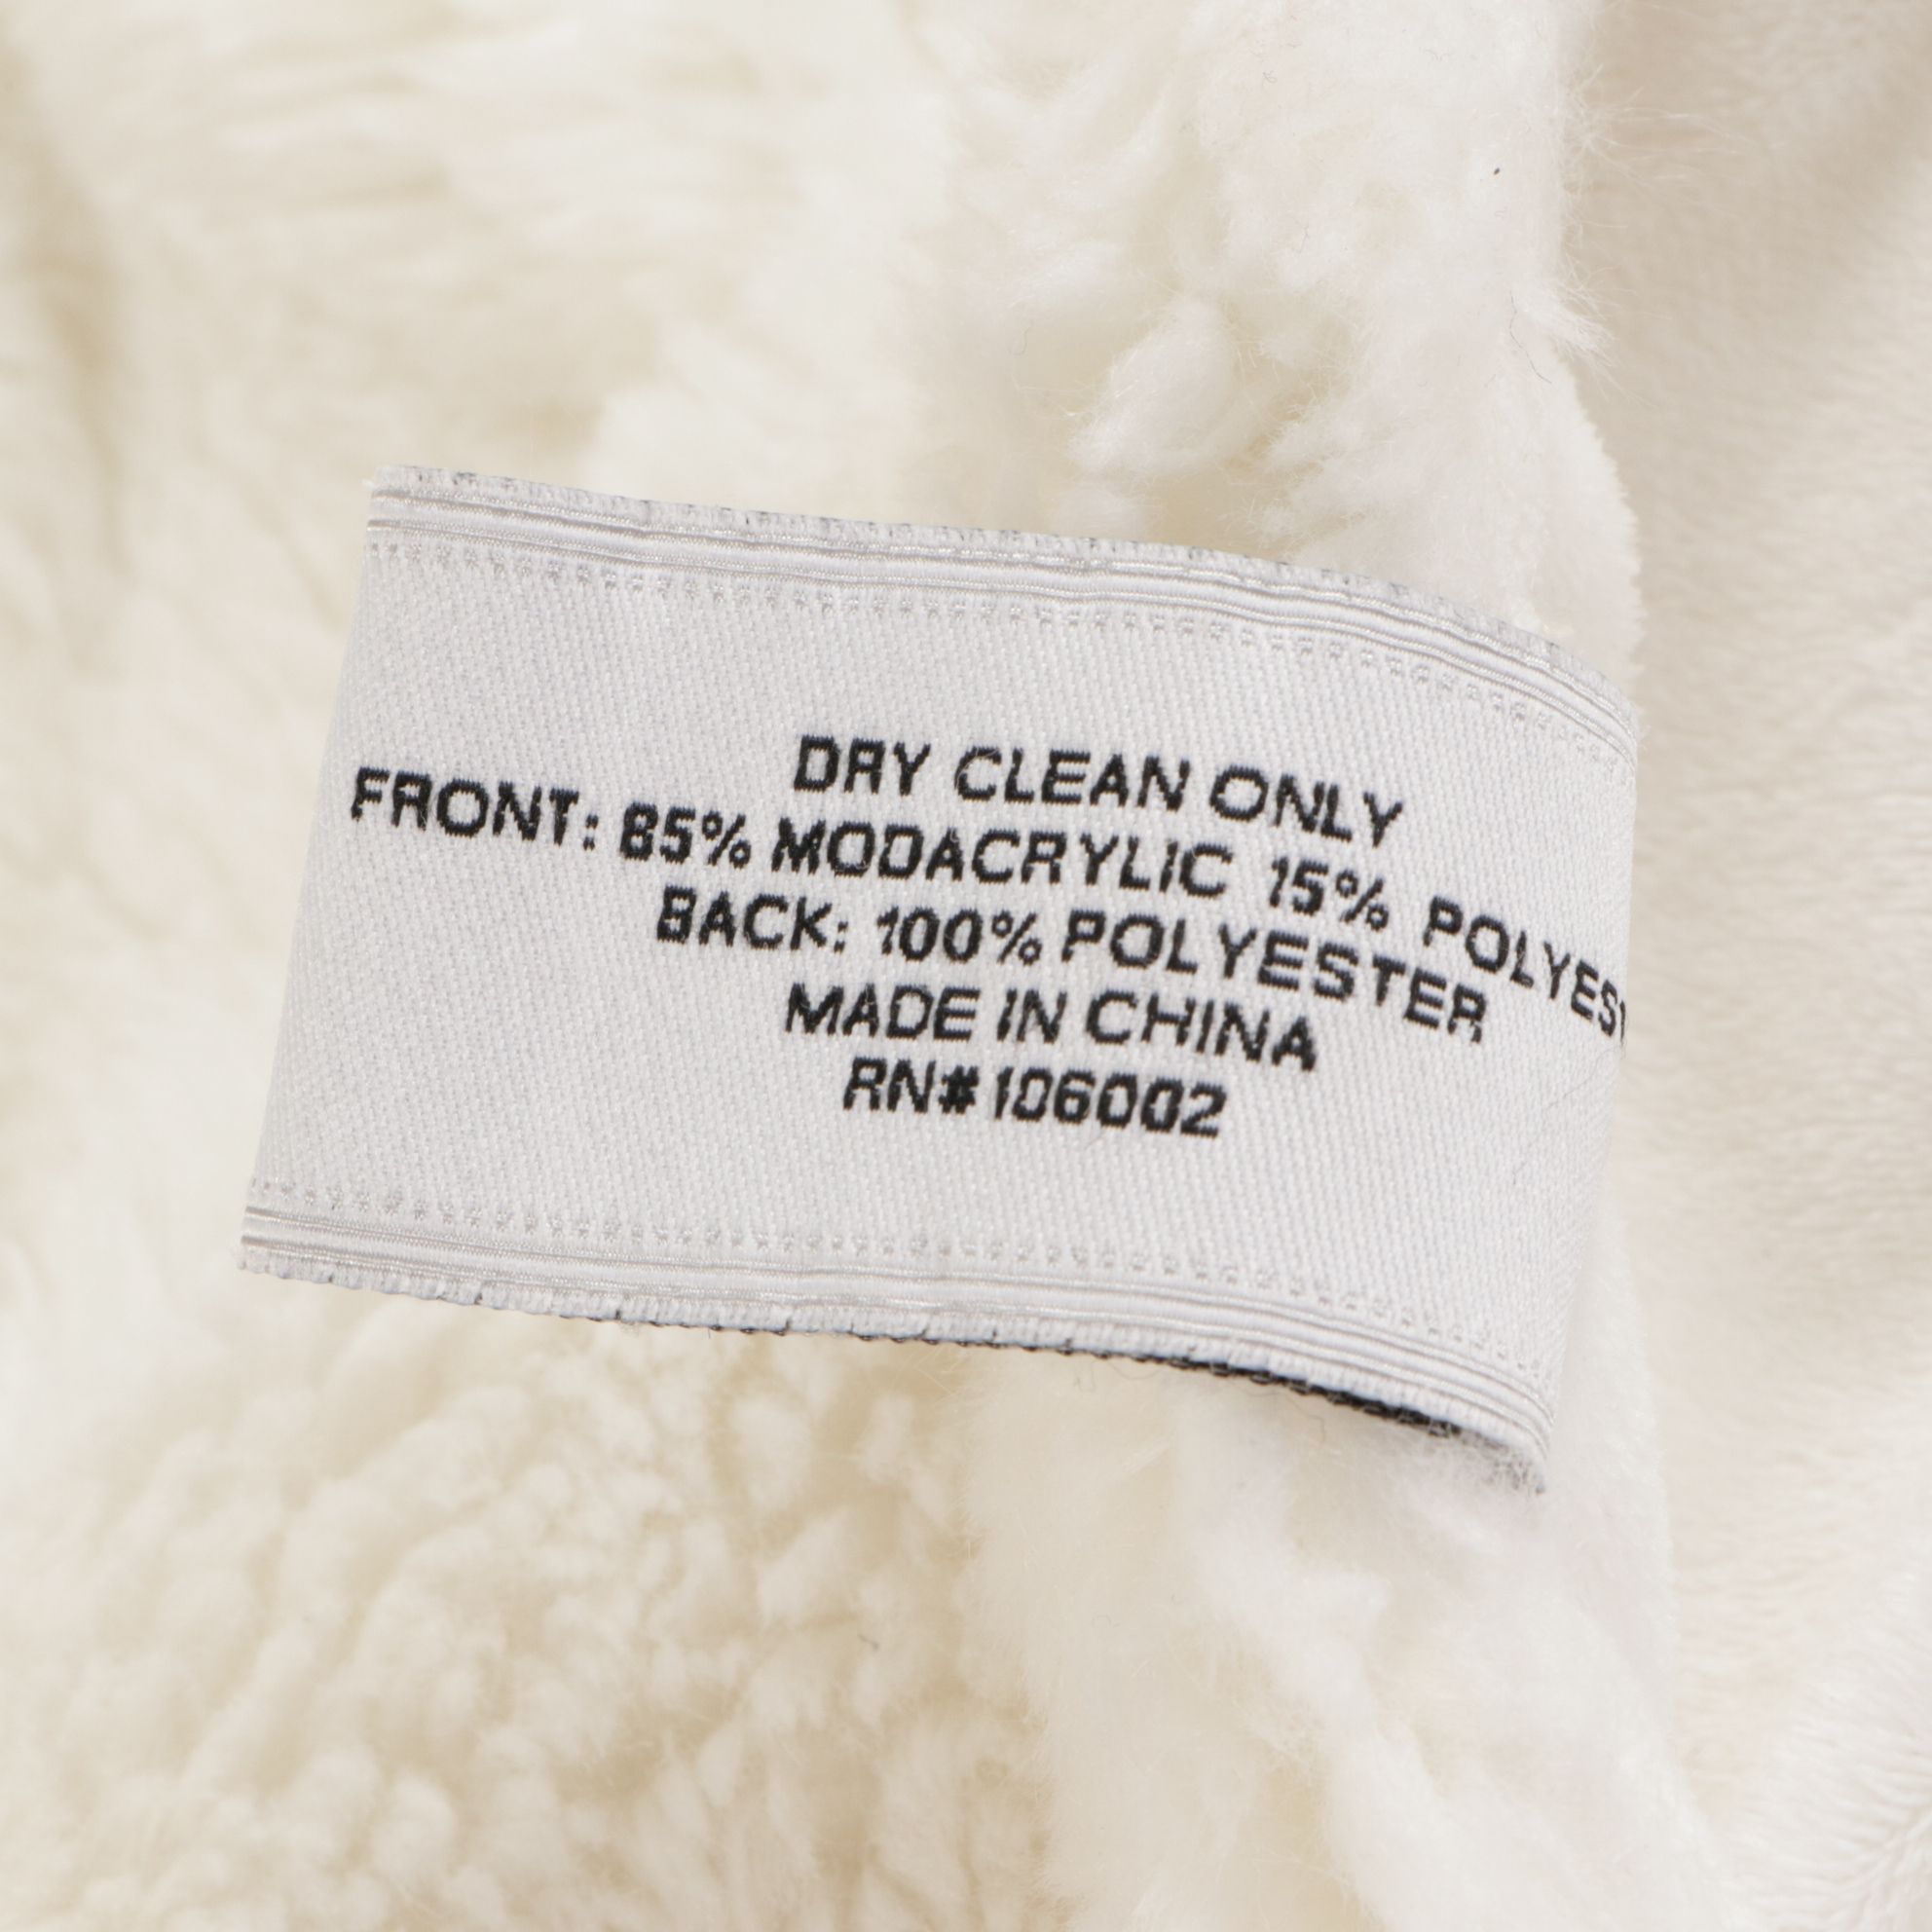 DRY CLEAN ONLY
FRONT: 85% MODACRYLIC 15% POLYEST
BACK: 100% POLYESTER
MADE IN CHINA
RN#106002